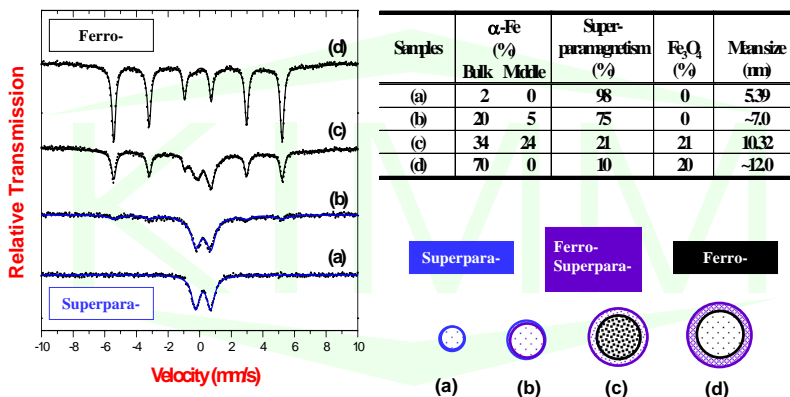 Ferro-
(d)
(c)
(b)
(a)
Superpara-
Relative Transmission
-10 -8 -6 -4 -2 0 2 4 6 8 10
Velocity (mm/s)
Samples α-Fe (%) Super-paramagnetism (%) Fe3O4 (%) Mean size (nm)
Bulk Middle
(a) 2 0 98 0 5.39
(b) 20 5 75 0 ~7.0
(c) 34 24 21 21 10.32
(d) 70 0 10 20 ~12.0
Superpara-
Ferro-
Superpara-
Ferro-
(a) (b) (c) (d)
KIMM